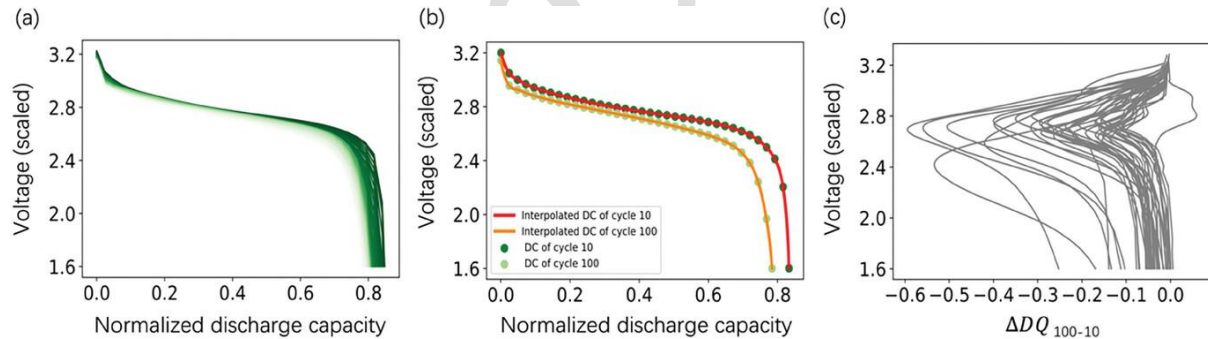 (a)
3.2
2.8
2.4
2.0
1.6
Voltage (scaled)
0.0 0.2 0.4 0.6 0.8
Normalized discharge capacity
(b)
3.2
2.8
2.4
2.0
1.6
Voltage (scaled)
Interpolated DC of cycle 10
Interpolated DC of cycle 100
DC of cycle 10
DC of cycle 100
0.0 0.2 0.4 0.6 0.8
Normalized discharge capacity
(c)
3.2
2.8
2.4
2.0
1.6
Voltage (scaled)
−0.6 −0.5 −0.4 −0.3 −0.2 −0.1 0.0
ΔDQ 100-10